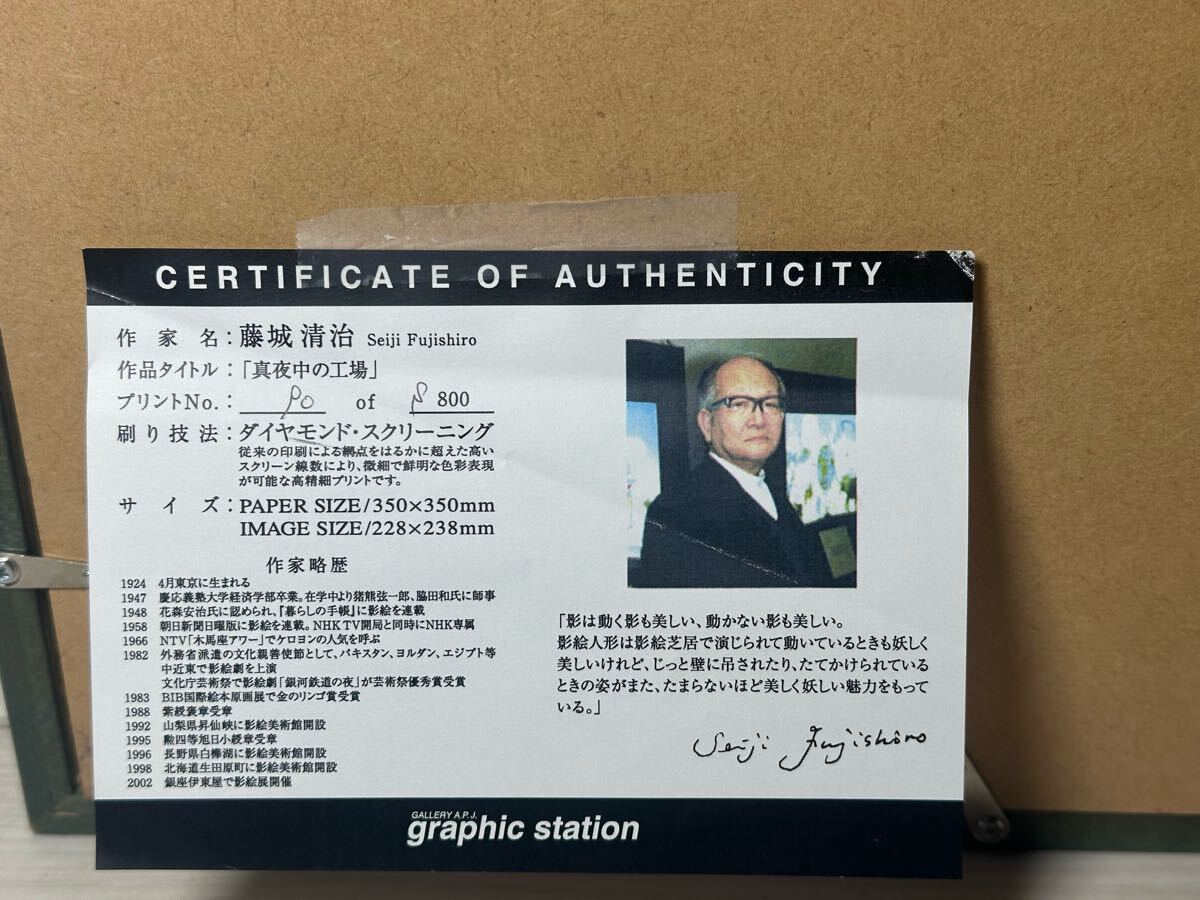 CERTIFICATE OF AUTHENTICITY
作家名：藤城 清治 Seiji Fujishiro
作品タイトル：「真夜中の工場」
プリントNo.： of 800
刷り技法：ダイヤモンド・スクリーニング
従来の印刷による網点をはるかに超えた高い
スクリーン線数により、微細で鮮明な色彩表現
が可能な高精細プリントです。
サイズ：PAPER SIZE/350×350mm
IMAGE SIZE/228×238mm
作家略歴
1924 4月東京に生まれる
1947 慶応義塾大学経済学部卒業。在学中より猪熊弦一郎、脇田和氏に師事
1948 花森安治氏に認められ、『暮らしの手帳』に影絵を連載
1958 朝日新聞日曜版に影絵を連載。NHK TV開局と同時にNHK専属
1966 NTV「木馬座アワー」でケロヨンの人気を呼ぶ
1982 外務省派遣の文化親善使節として、パキスタン、ヨルダン、エジプト等
中近東で影絵劇を上演
文化庁芸術祭で影絵劇「銀河鉄道の夜」が芸術祭優秀賞受賞
1983 BIB国際絵本原画展で金のリンゴ賞受賞
1988 紫綬褒章受章
1992 山梨県昇仙峡に影絵美術館開設
1995 勲四等旭日小綬章受章
1996 長野県白樺湖に影絵美術館開設
1998 北海道生田原町に影絵美術館開設
2002 銀座伊東屋で影絵展開催
「影は動く影も美しい、動かない影も美しい。
影絵人形は影絵芝居で演じられて動いているときも妖しく
美しいけれど、じっと壁に吊されたり、たてかけられている
ときの姿がまた、たまらないほど美しく妖しい魅力をもって
いる。」
Seiji Fujishiro
GALLERY A.P.J.
graphic station